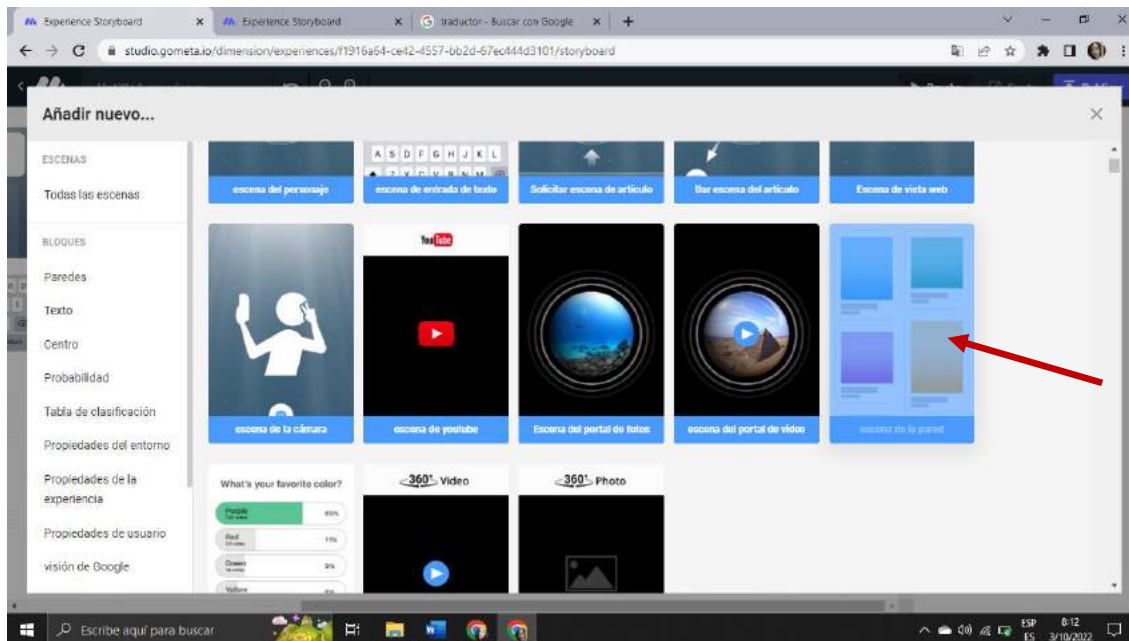 Experience Storyboard
Experience Storyboard
traductor - Buscar con Google
studio.gometa.io/dimension/experiences/f1916a64-ce42-4557-bb2d-67ec444d3101/storyboard
Añadir nuevo...
ESCENAS
Todas las escenas
BLOQUES
Paredes
Texto
Centro
Probabilidad
Tabla de clasificación
Propiedades del entorno
Propiedades de la
experiencia
Propiedades de usuario
visión de Google
A S D F G H J K L
Z X C V B N M
escena del personaje
escena de entrada de texto
Solicitar escena de artículo
Dar escena del artículo
Escena de vista web
YouTube
escena de la cámara
escena de youtube
Escena del portal de fotos
escena del portal de video
escena de la pared
What's your favorite color?
Purple
65%
Red
11%
Green
9%
Yellow
360° Video
360° Photo
Escribe aquí para buscar
ESP
ES
8:12
3/10/2022